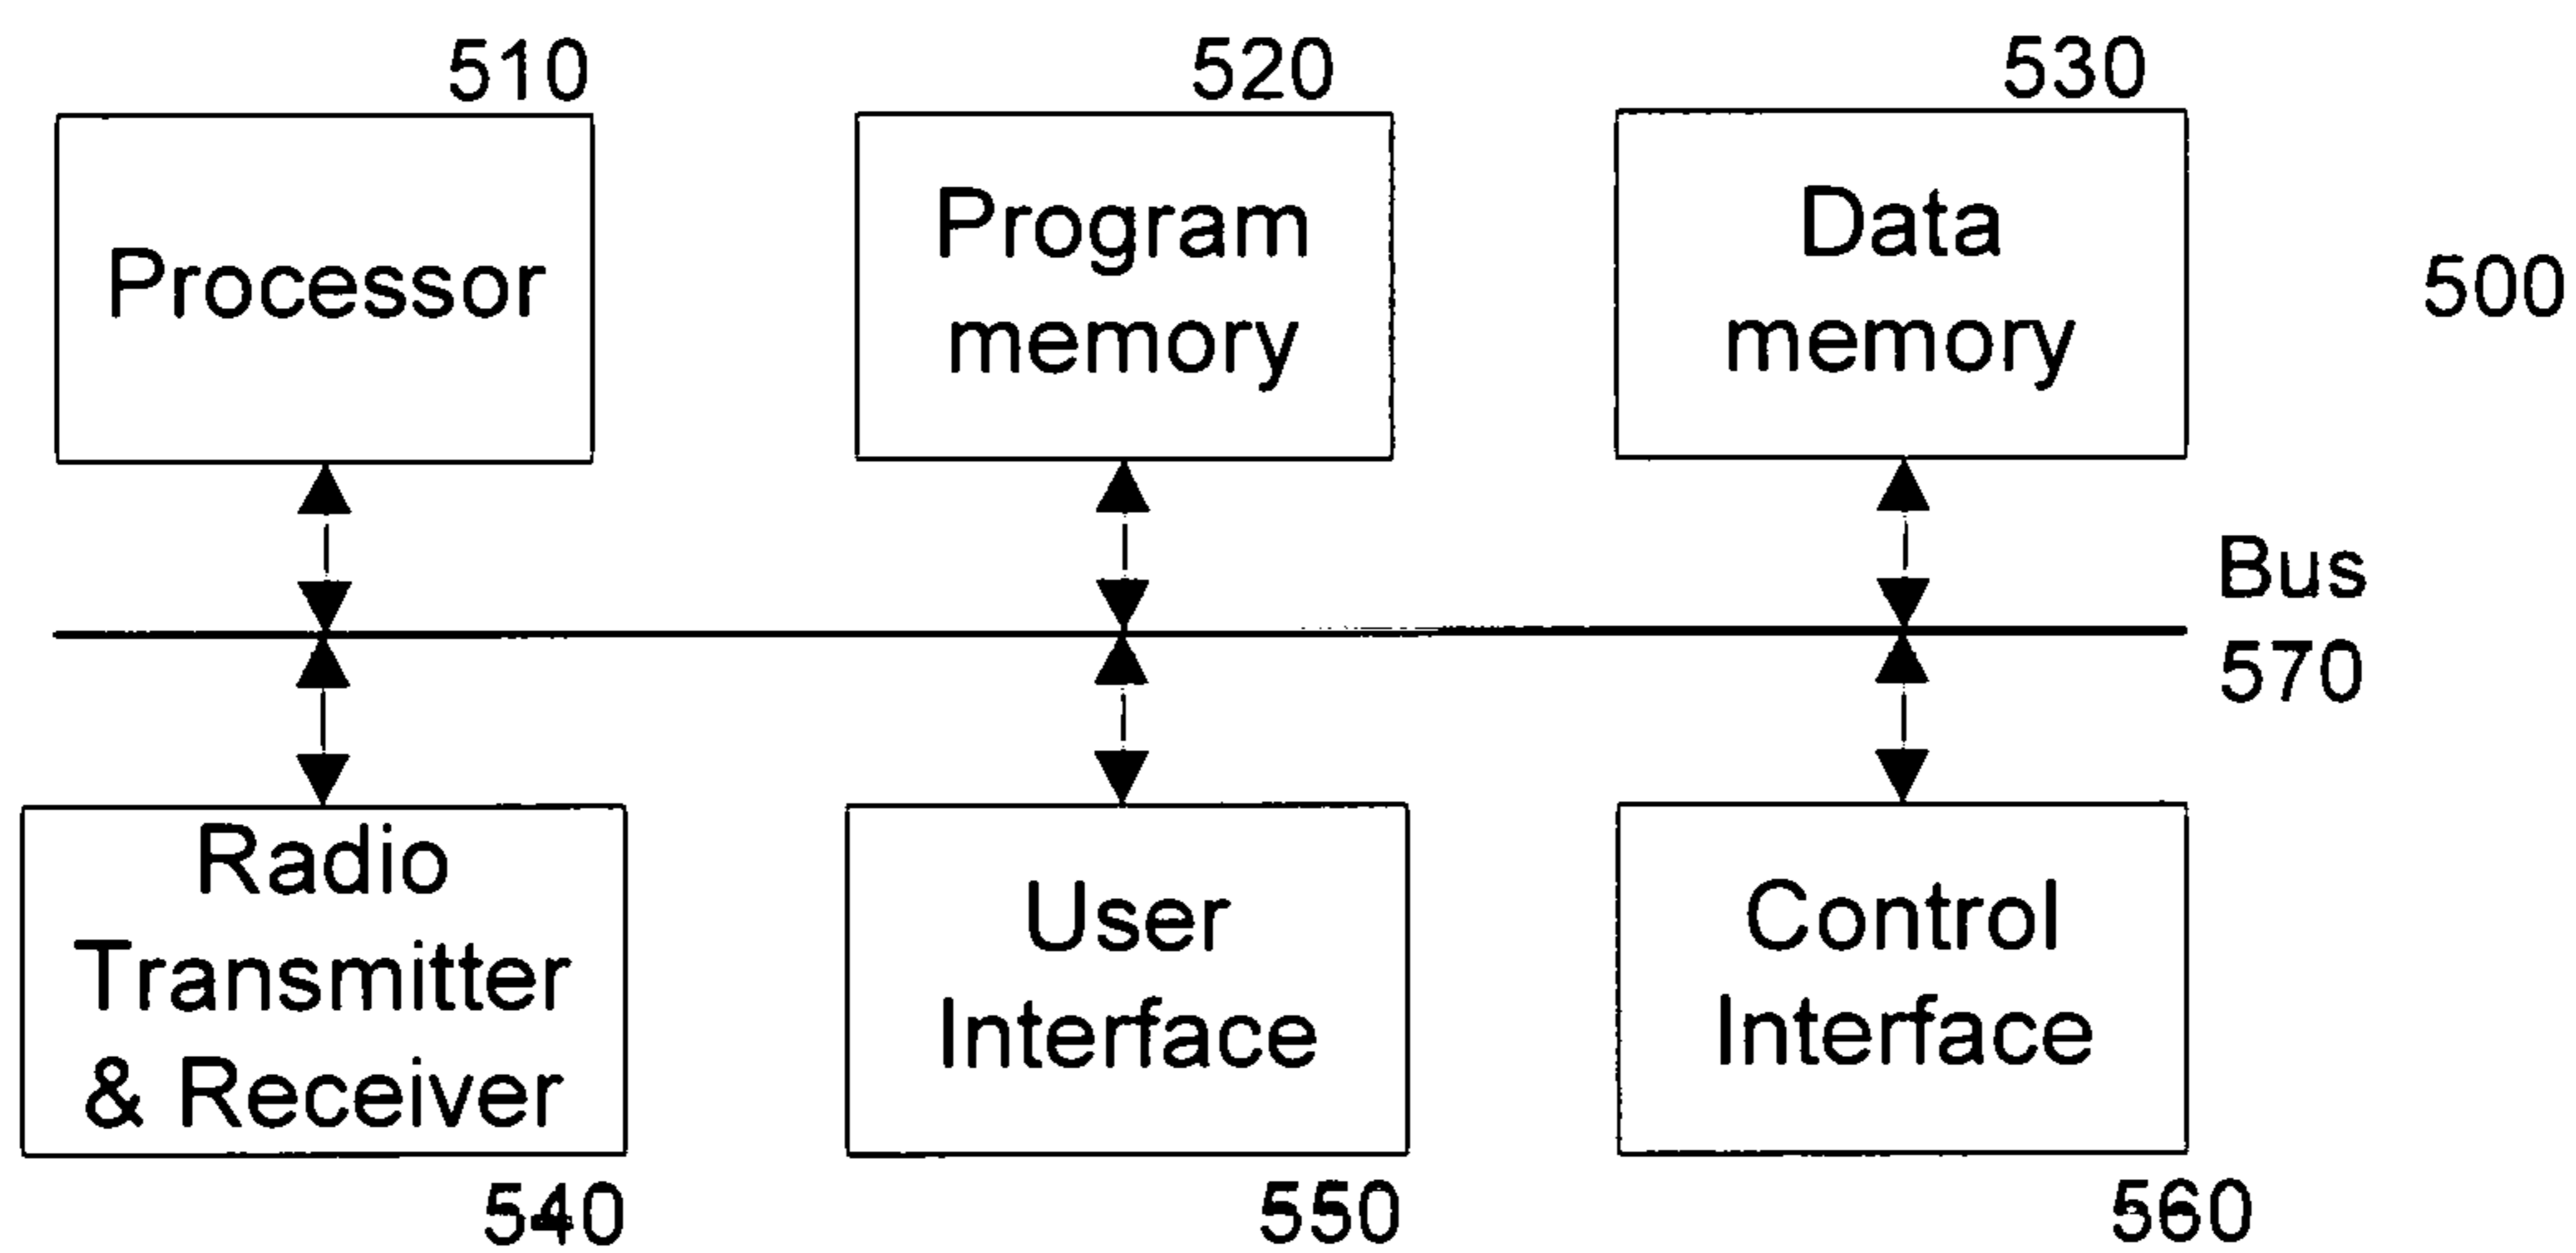 510
520
530
Processor
Program
memory
Data
memory
500
Bus
570
Radio
Transmitter
& Receiver
User
Interface
Control
Interface
540
550
560